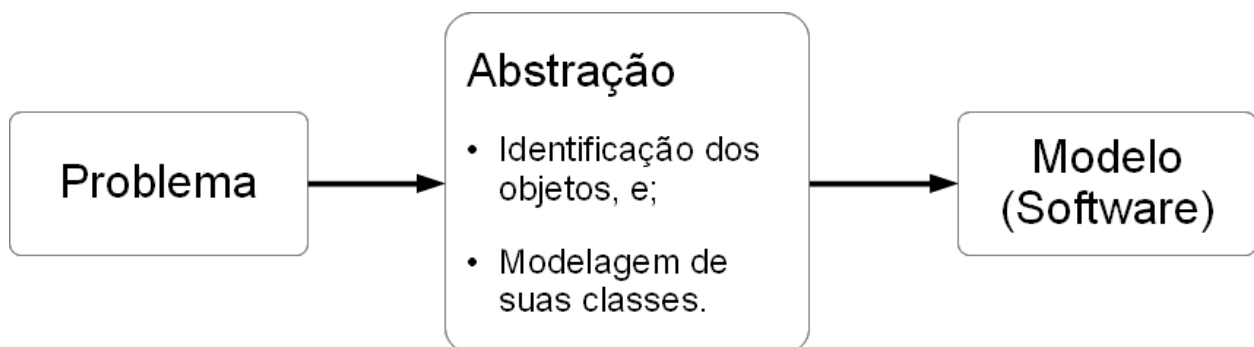 Problema
Abstração
• Identificação dos
objetos, e;
• Modelagem de
suas classes.
Modelo
(Software)